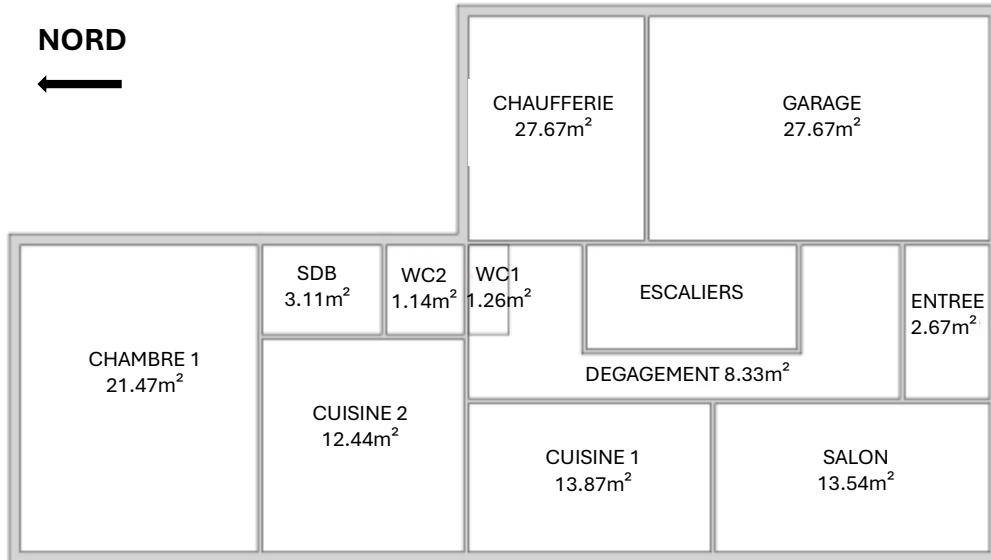 NORD
CHAUFFERIE
27.67m²
GARAGE
27.67m²
SDB
3.11m²
WC2
1.14m²
WC1
1.26m²
ESCALIERS
ENTREE
2.67m²
CHAMBRE 1
21.47m²
DEGAGEMENT 8.33m²
CUISINE 2
12.44m²
CUISINE 1
13.87m²
SALON
13.54m²